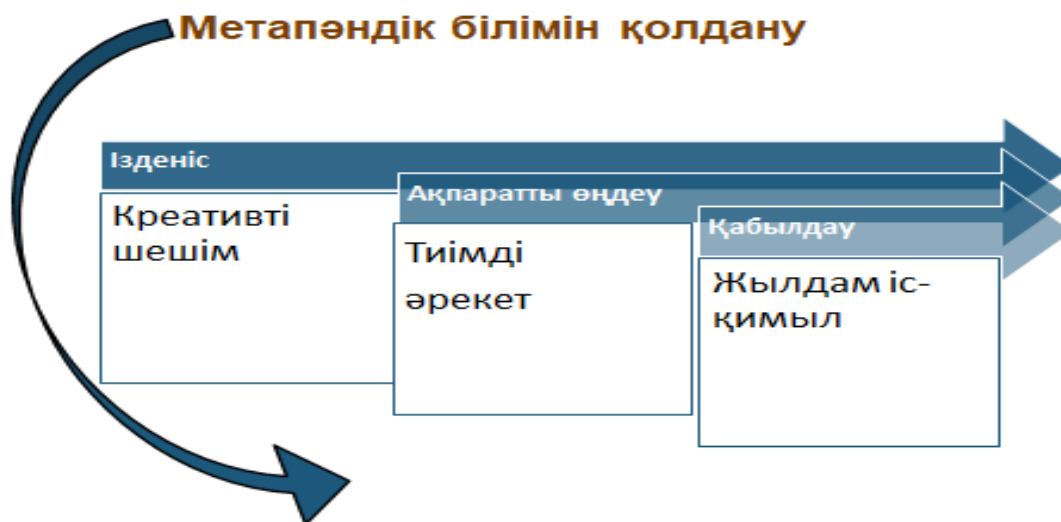 Метапәндік білімін қолдану
Ізденіс
Креативті
шешім
Ақпаратты өңдеу
Тиімді
әрекет
Қабылдау
Жылдам іс-
қимыл